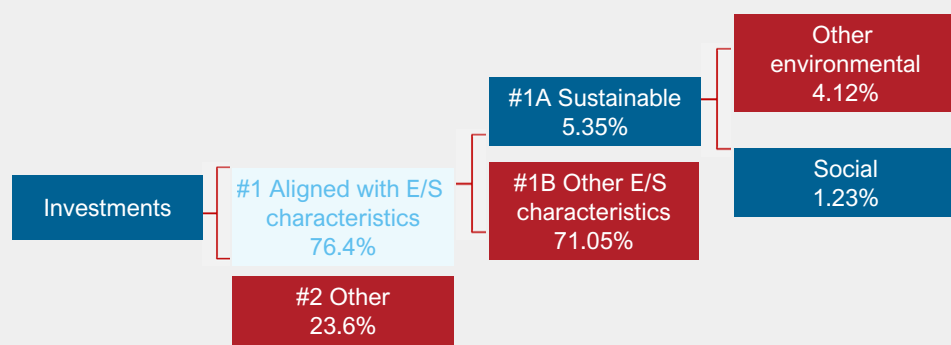 Investments
#1 Aligned with E/S
characteristics
76.4%
#2 Other
23.6%
#1A Sustainable
5.35%
#1B Other E/S
characteristics
71.05%
Other
environmental
4.12%
Social
1.23%